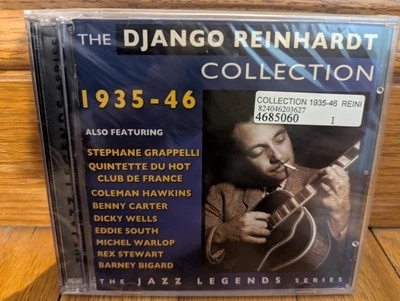 THE DJANGO REINHARDT
COLLECTION
1935-46
COLLECTION 1935-46 REINI
824046203627
4685060 1
ALSO FEATURING
STEPHANE GRAPPELLI
QUINTETTE DU HOT
CLUB DE FRANCE
COLEMAN HAWKINS
BENNY CARTER
DICKY WELLS
EDDIE SOUTH
MICHEL WARLOP
REX STEWART
BARNEY BIGARD
THE JAZZ LEGENDS SERIES